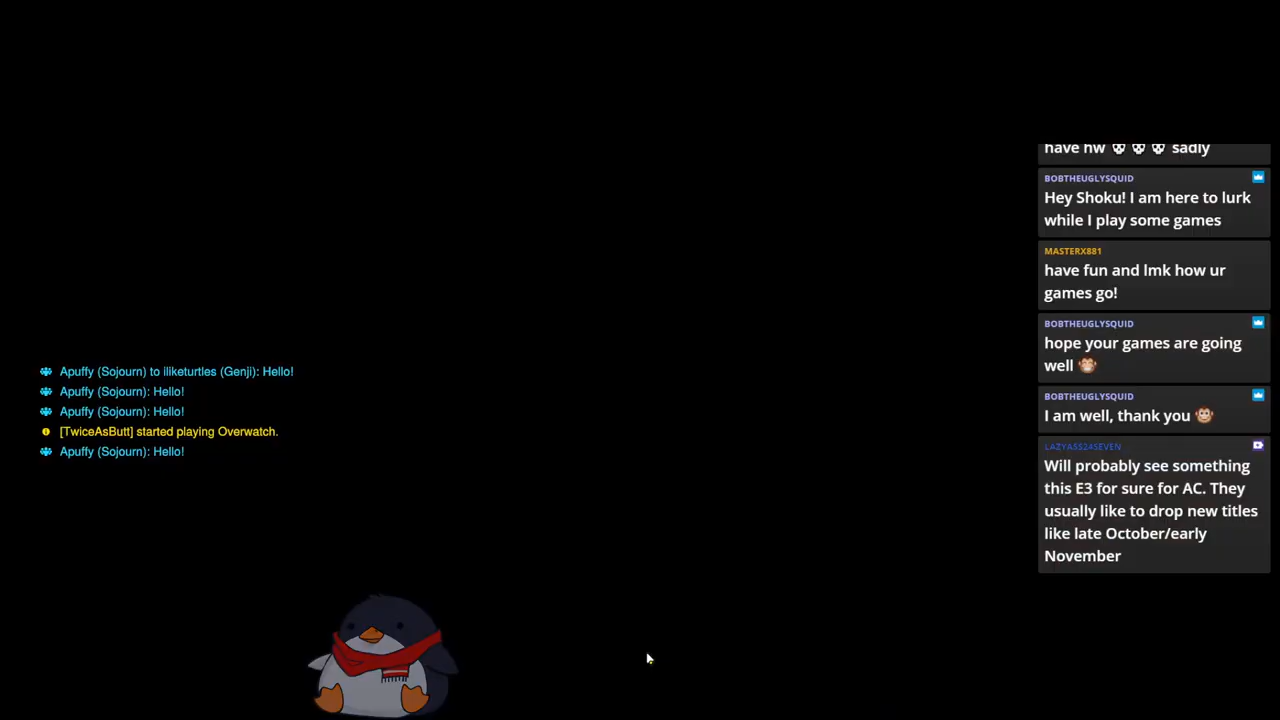 Apuffy (Sojourn) to iliketurtles (Genji): Hello!
Apuffy (Sojourn): Hello!
Apuffy (Sojourn): Hello!
[TwiceAsButt] started playing Overwatch.
Apuffy (Sojourn): Hello!
have hw 💀 💀 💀 sadly
BOBTHEUGLYSQUID
Hey Shoku! I am here to lurk
while I play some games
MASTERX881
have fun and lmk how ur
games go!
BOBTHEUGLYSQUID
hope your games are going
well 🐵
BOBTHEUGLYSQUID
I am well, thank you 🐵
LAZYASS24SEVEN
Will probably see something
this E3 for sure for AC. They
usually like to drop new titles
like late October/early
November